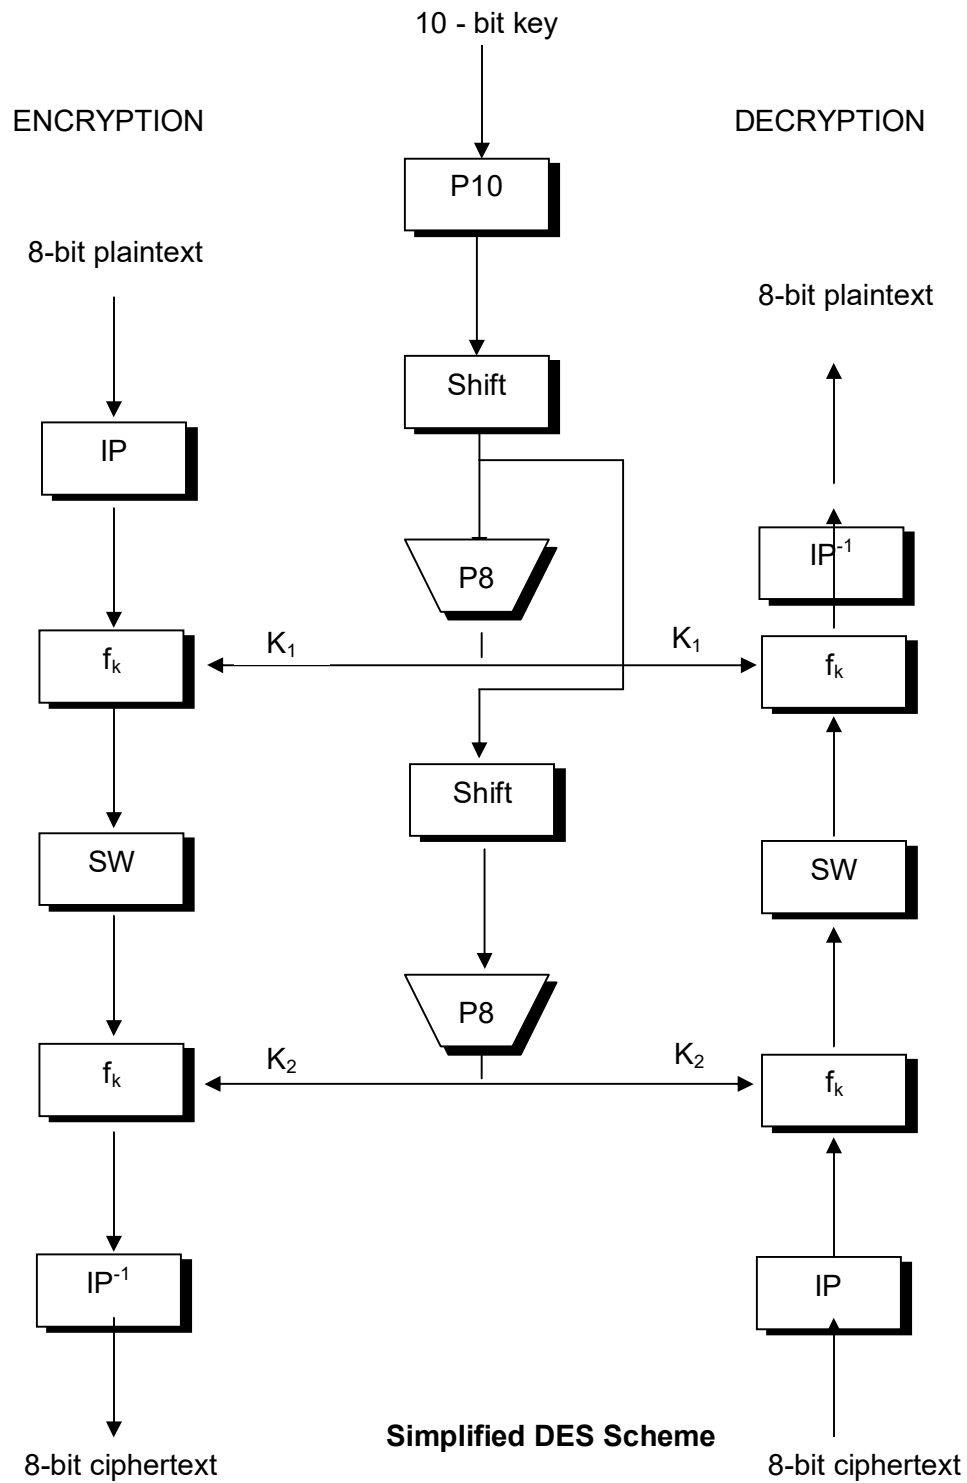 10 - bit key
ENCRYPTION
DECRYPTION
P10
8-bit plaintext
8-bit plaintext
Shift
IP
IP⁻¹
P8
K₁
K₁
fₖ
fₖ
Shift
SW
SW
P8
K₂
K₂
fₖ
fₖ
IP⁻¹
IP
Simplified DES Scheme
8-bit ciphertext
8-bit ciphertext